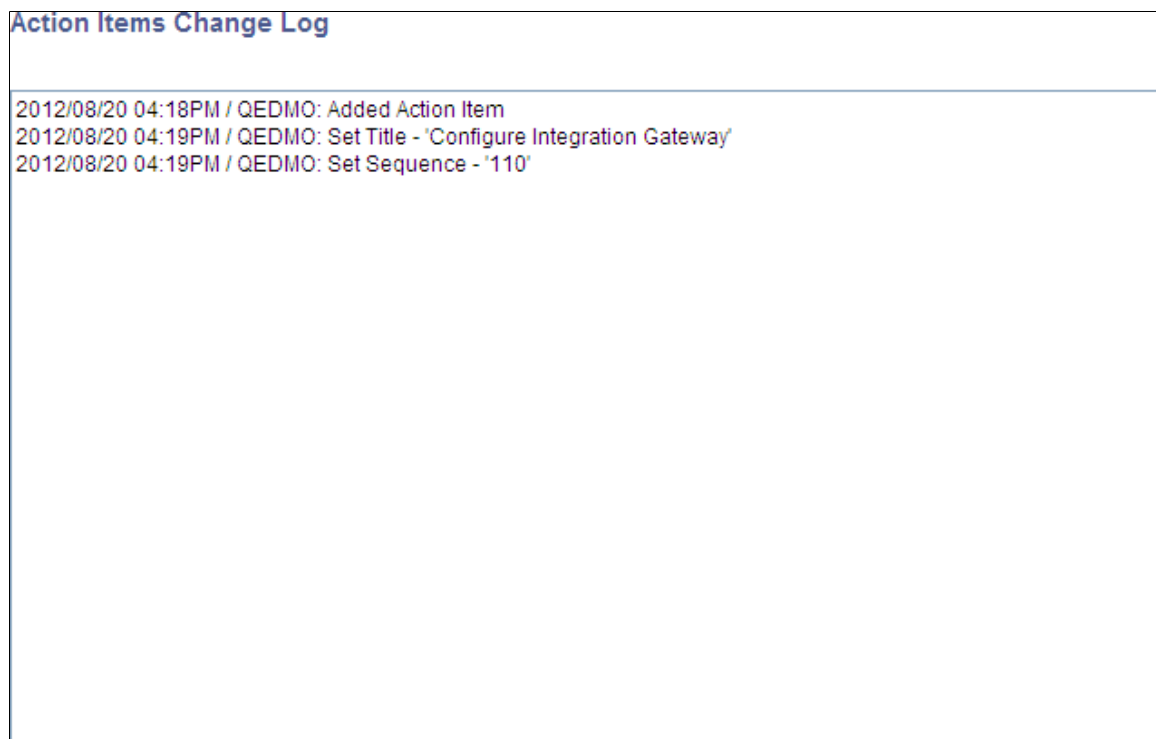 Action Items Change Log
2012/08/20 04:18PM / QEDMO: Added Action Item
2012/08/20 04:19PM / QEDMO: Set Title - 'Configure Integration Gateway'
2012/08/20 04:19PM / QEDMO: Set Sequence - '110'